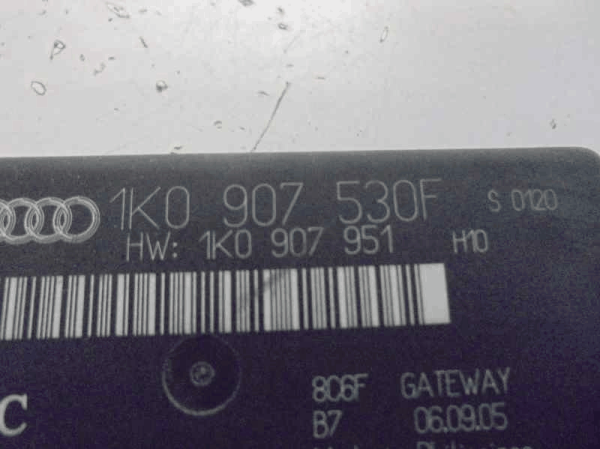 1K0 907 530F S 0120
HW: 1K0 907 951 H10
8C6F GATEWAY
C B7 06.09.05